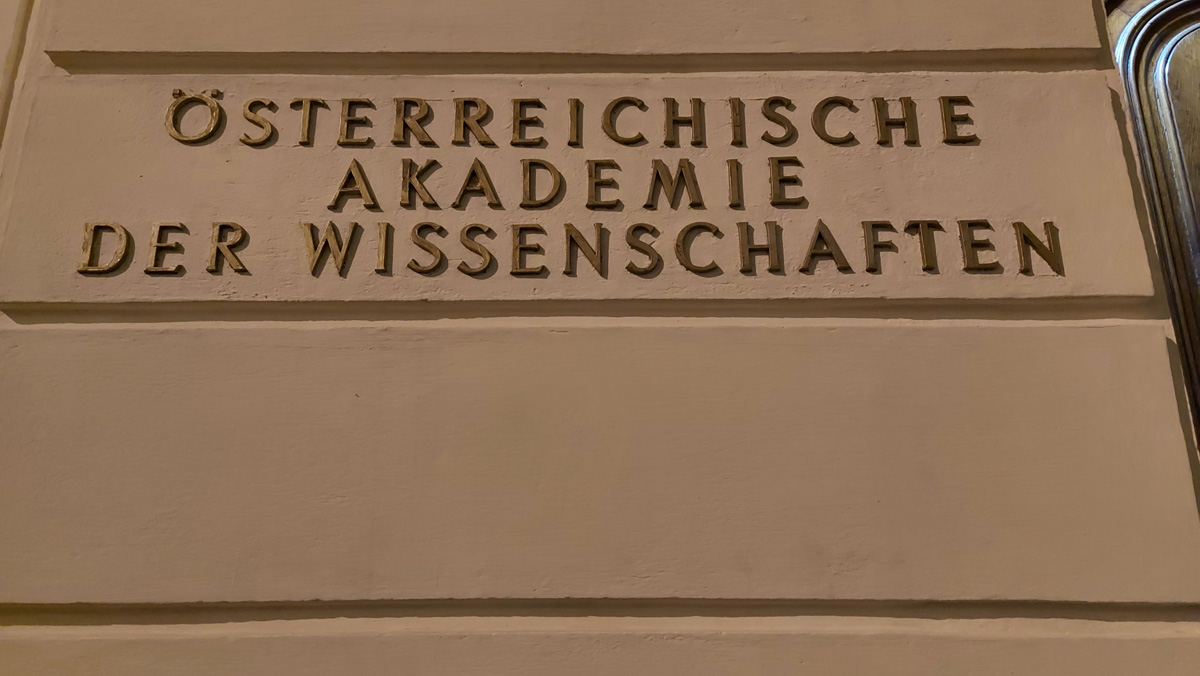 ÖSTERREICHISCHE
AKADEMIE
DER WISSENSCHAFTEN